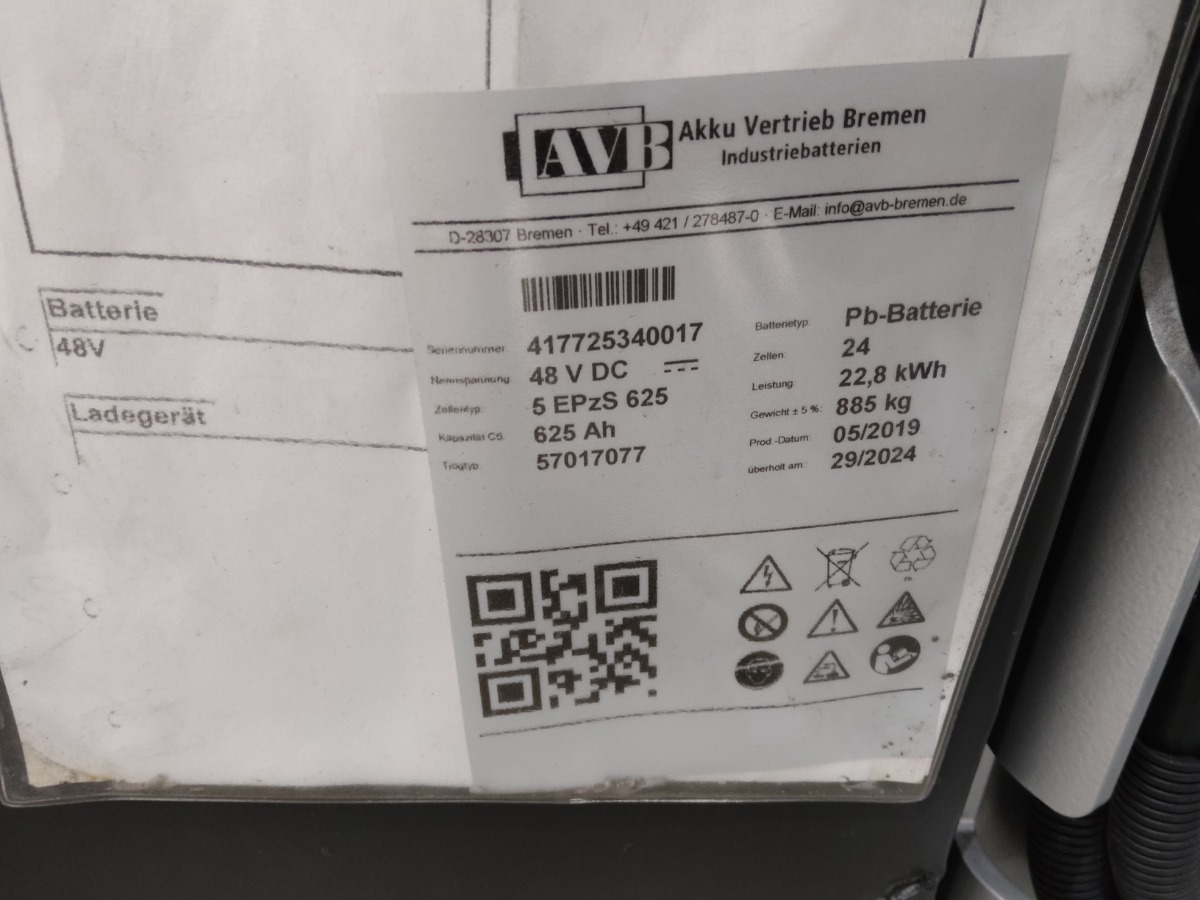 AVB Akku Vertrieb Bremen
Industriebatterien
D-28307 Bremen · Tel.: +49 421 / 278487-0 · E-Mail: info@avb-bremen.de
Batterie
48V
Ladegerät
Seriennummer: 417725340017
Nennspannung: 48 V DC
Zellentyp: 5 EPzS 625
Kapazität C5: 625 Ah
Trogtyp: 57017077
Batterietyp: Pb-Batterie
Zellen: 24
Leistung: 22,8 kWh
Gewicht ± 5 %: 885 kg
Prod.-Datum: 05/2019
überholt am: 29/2024
Pb